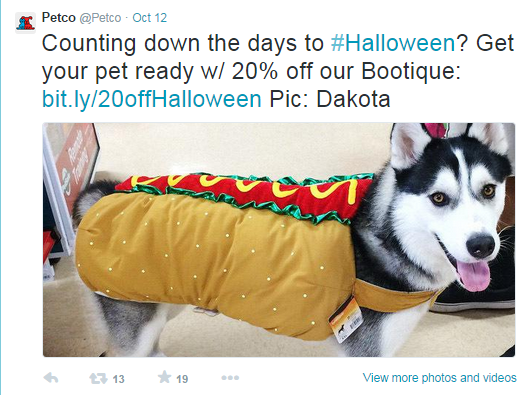 Petco @Petco · Oct 12
Counting down the days to #Halloween? Get
your pet ready w/ 20% off our Bootique:
bit.ly/20offHalloween Pic: Dakota
13 19 View more photos and videos